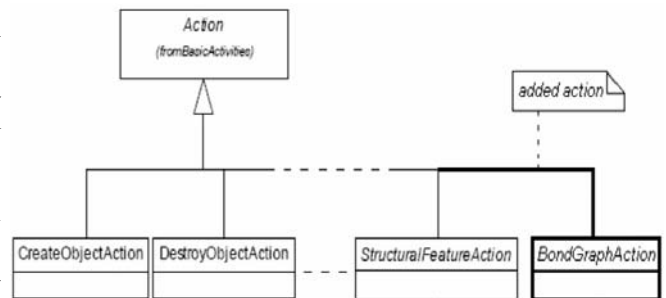 Action
(fromBasicActivities)
added action
CreateObjectAction
DestroyObjectAction
StructuralFeatureAction
BondGraphAction